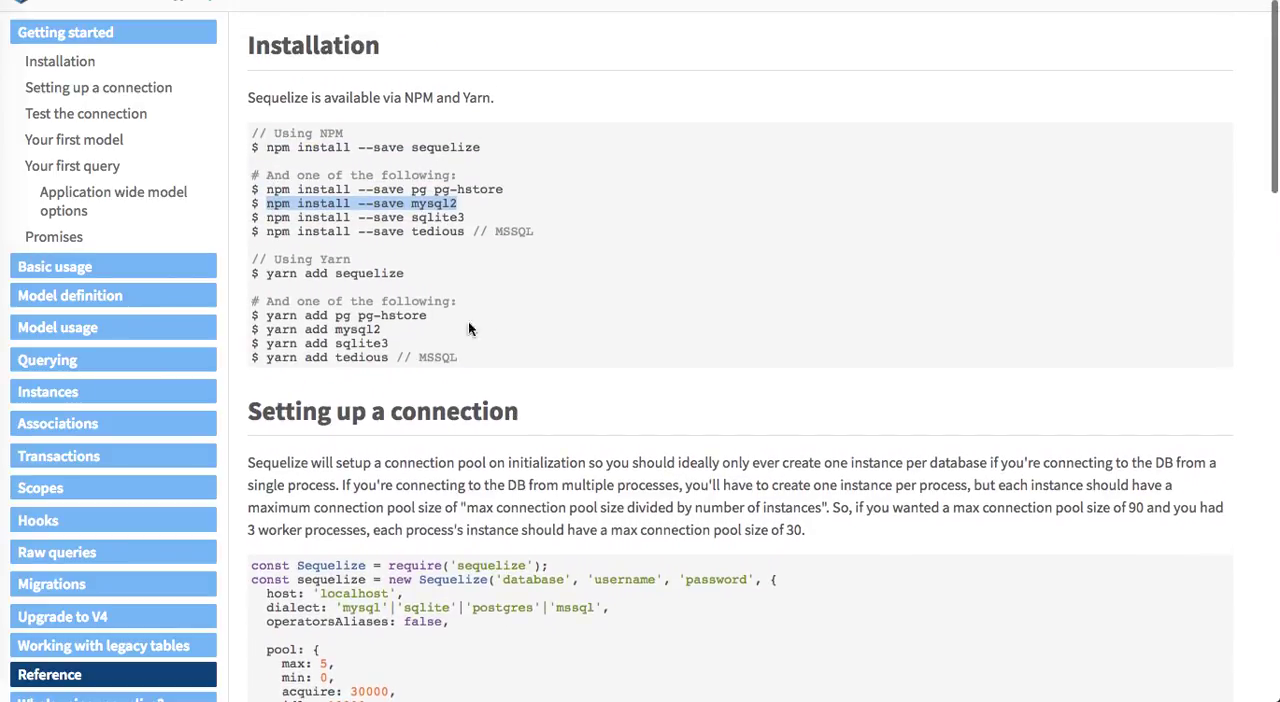 Getting started
Installation
Setting up a connection
Test the connection
Your first model
Your first query
Application wide model
options
Promises
Basic usage
Model definition
Model usage
Querying
Instances
Associations
Transactions
Scopes
Hooks
Raw queries
Migrations
Upgrade to V4
Working with legacy tables
Reference
Installation
Sequelize is available via NPM and Yarn.
// Using NPM
$ npm install --save sequelize
# And one of the following:
$ npm install --save pg pg-hstore
$ npm install --save mysql2
$ npm install --save sqlite3
$ npm install --save tedious // MSSQL
// Using Yarn
$ yarn add sequelize
# And one of the following:
$ yarn add pg pg-hstore
$ yarn add mysql2
$ yarn add sqlite3
$ yarn add tedious // MSSQL
Setting up a connection
Sequelize will setup a connection pool on initialization so you should ideally only ever create one instance per database if you're connecting to the DB from a
single process. If you're connecting to the DB from multiple processes, you'll have to create one instance per process, but each instance should have a
maximum connection pool size of "max connection pool size divided by number of instances". So, if you wanted a max connection pool size of 90 and you had
3 worker processes, each process's instance should have a max connection pool size of 30.
const Sequelize = require('sequelize');
const sequelize = new Sequelize('database', 'username', 'password', {
host: 'localhost',
dialect: 'mysql'|'sqlite'|'postgres'|'mssql',
operatorsAliases: false,
pool: {
max: 5,
min: 0,
acquire: 30000,